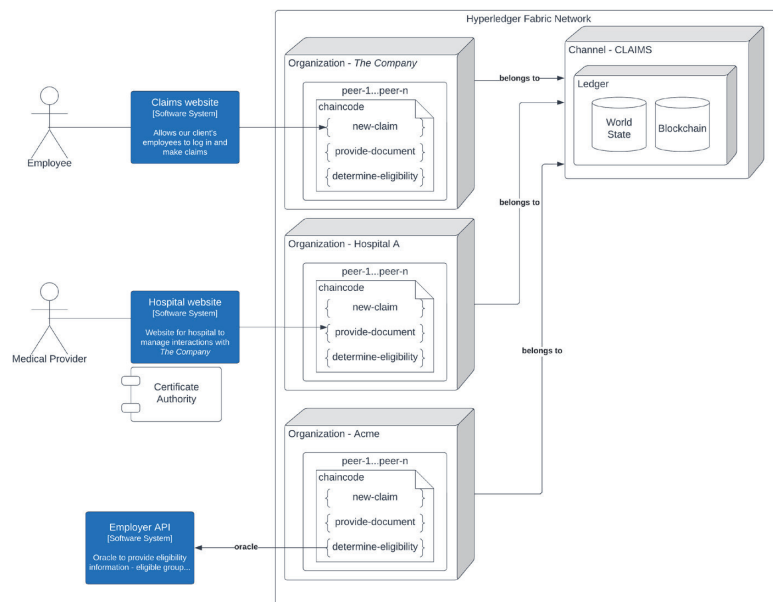 Hyperledger Fabric Network
Organization - The Company
peer-1...peer-n
chaincode
{ new-claim }
{ provide-document }
{ determine-eligibility }
Channel - CLAIMS
Ledger
World
State
Blockchain
belongs to
Employee
Claims website
[Software System]
Allows our client's
employees to log in and
make claims
belongs to
Organization - Hospital A
peer-1...peer-n
chaincode
{ new-claim }
{ provide-document }
{ determine-eligibility }
Medical Provider
Hospital website
[Software System]
Website for hospital to
manage interactions with
The Company
Certificate
Authority
belongs to
Organization - Acme
peer-1...peer-n
chaincode
{ new-claim }
{ provide-document }
{ determine-eligibility }
oracle
Employer API
[Software System]
Oracle to provide eligibility
information - eligible group...